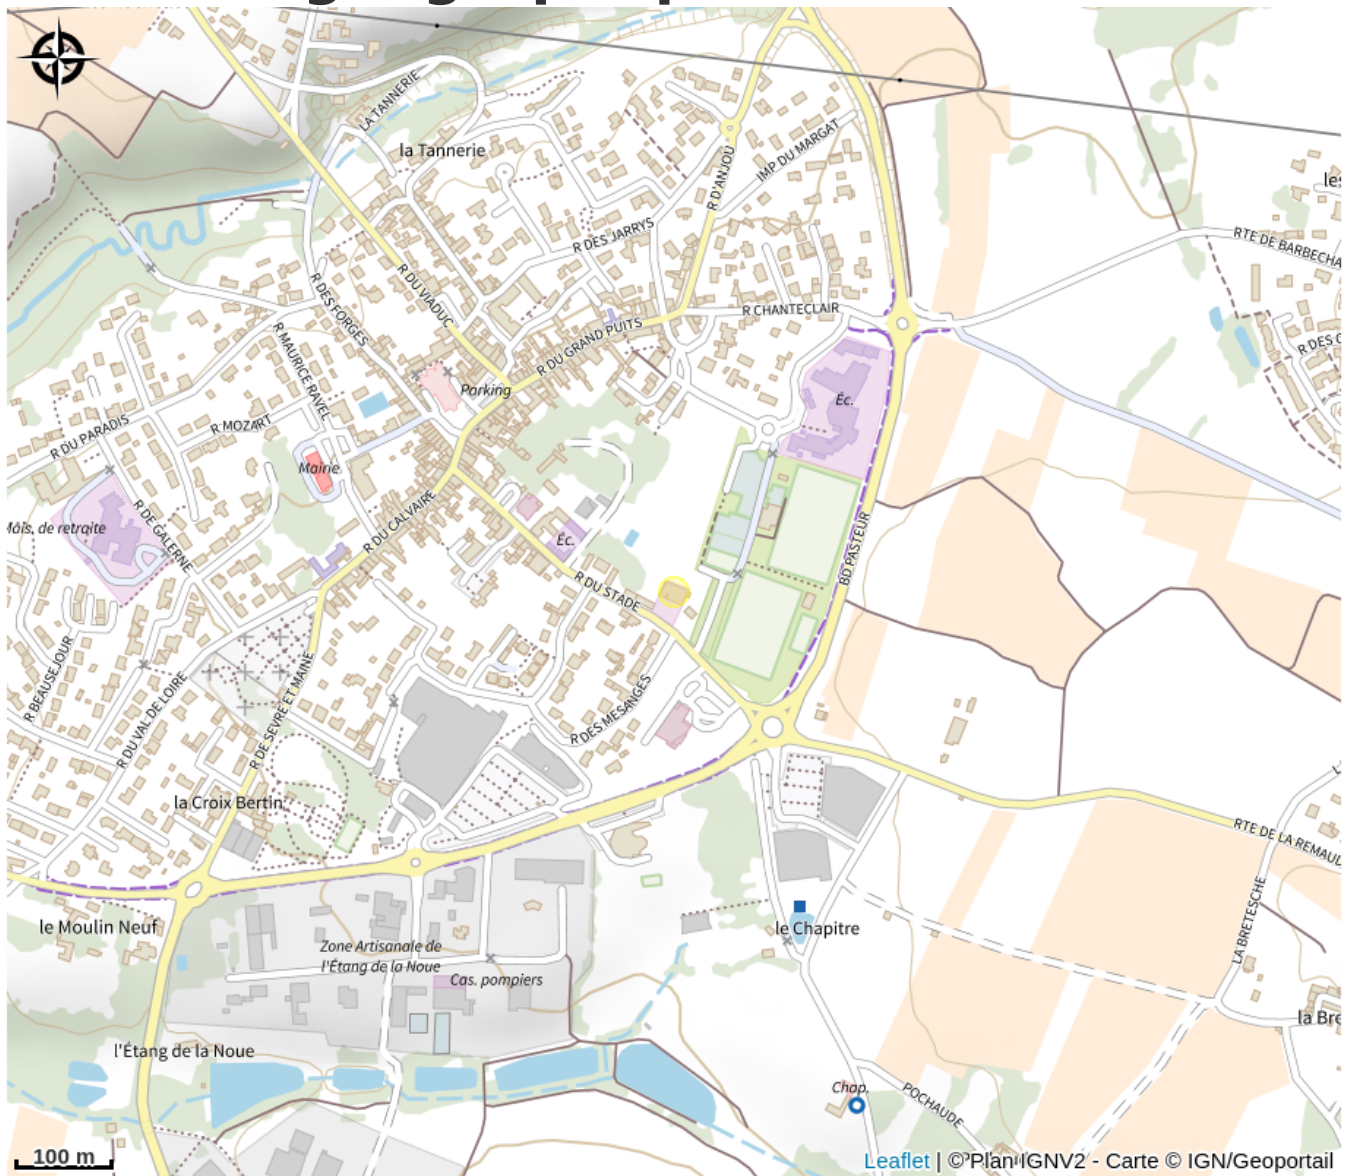 LA TANNERIE
la Tannerie
IMP DU MARGAT
R D'ANJOU
R DES JARRYS
RTE DE BARBECHA
R DU VIADUC
R DES FORGES
R CHANTECLAIR
R DU GRAND PUITS
R MAURICE RAVEL
R DES
Parking
Éc.
R DU PARADIS
R MOZART
Mairie
Mais. de retraite
R DE GALERNE
R DU CALVAIRE
Éc.
BD PASTEUR
R DU STADE
R BEAUSEJOUR
R DU VAL DE LOIRE
R DE SEVRE ET MAINE
R DES MESANGES
la Croix Bertin
RTE DE LA REMAU
LA BRETESCHE
le Moulin Neuf
le Chapitre
Zone Artisanale de
l'Étang de la Noue
Cas. pompiers
la Bre
l'Étang de la Noue
Chap.
POCHAUDE
100 m
Leaflet | © Plan IGNV2 - Carte © IGN/Geoportail